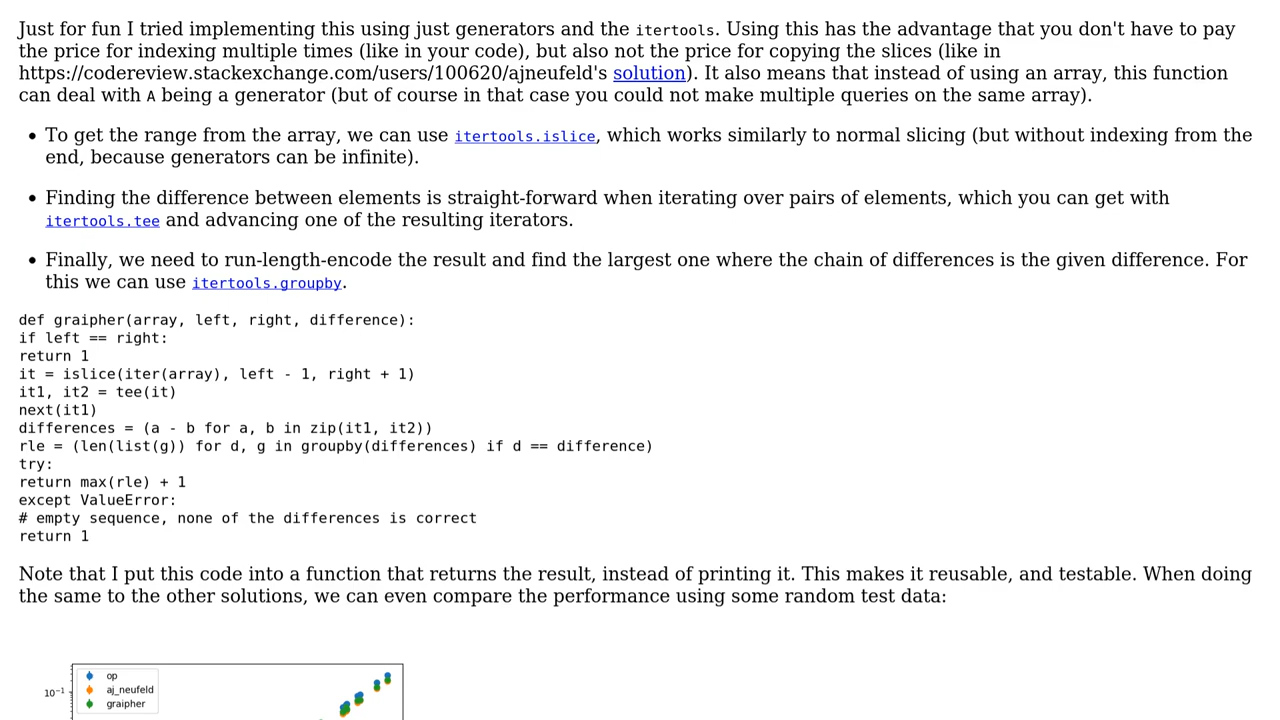 Just for fun I tried implementing this using just generators and the itertools. Using this has the advantage that you don't have to pay
the price for indexing multiple times (like in your code), but also not the price for copying the slices (like in
https://codereview.stackexchange.com/users/100620/ajneufeld's solution). It also means that instead of using an array, this function
can deal with A being a generator (but of course in that case you could not make multiple queries on the same array).
• To get the range from the array, we can use itertools.islice, which works similarly to normal slicing (but without indexing from the
end, because generators can be infinite).
• Finding the difference between elements is straight-forward when iterating over pairs of elements, which you can get with
itertools.tee and advancing one of the resulting iterators.
• Finally, we need to run-length-encode the result and find the largest one where the chain of differences is the given difference. For
this we can use itertools.groupby.
def graipher(array, left, right, difference):
if left == right:
return 1
it = islice(iter(array), left - 1, right + 1)
it1, it2 = tee(it)
next(it1)
differences = (a - b for a, b in zip(it1, it2))
rle = (len(list(g)) for d, g in groupby(differences) if d == difference)
try:
return max(rle) + 1
except ValueError:
# empty sequence, none of the differences is correct
return 1
Note that I put this code into a function that returns the result, instead of printing it. This makes it reusable, and testable. When doing
the same to the other solutions, we can even compare the performance using some random test data:
op
10⁻¹ aj_neufeld
graipher